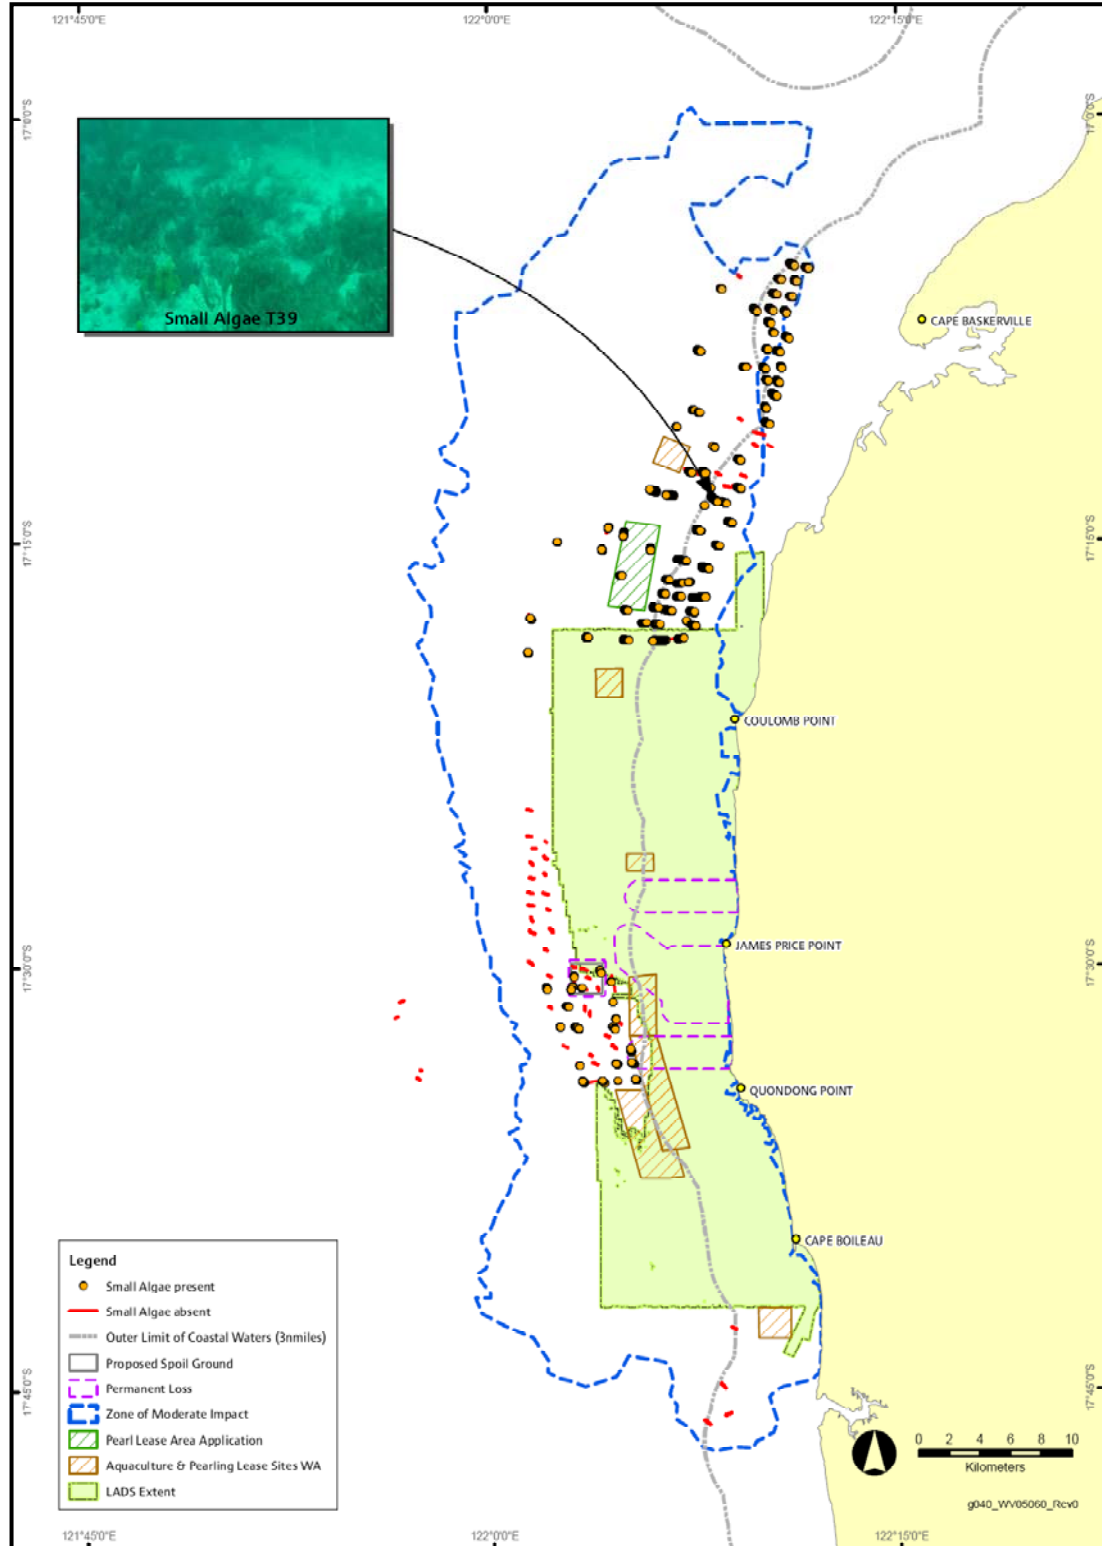 121°45'0"E
122°0'0"E
122°15'0"E
17°0'0"S
17°0'0"S
Small Algae T39
CAPE BASKERVILLE
17°15'0"S
17°15'0"S
COULOMB POINT
JAMES PRICE POINT
17°30'0"S
17°30'0"S
QUONDONG POINT
CAPE BOILEAU
Legend
Small Algae present
Small Algae absent
Outer Limit of Coastal Waters (3nmiles)
Proposed Spoil Ground
Permanent Loss
Zone of Moderate Impact
Pearl Lease Area Application
Aquaculture & Pearling Lease Sites WA
LADS Extent
17°45'0"S
17°45'0"S
0 2 4 6 8 10
Kilometers
g040_WV05060_Rev0
121°45'0"E
122°0'0"E
122°15'0"E